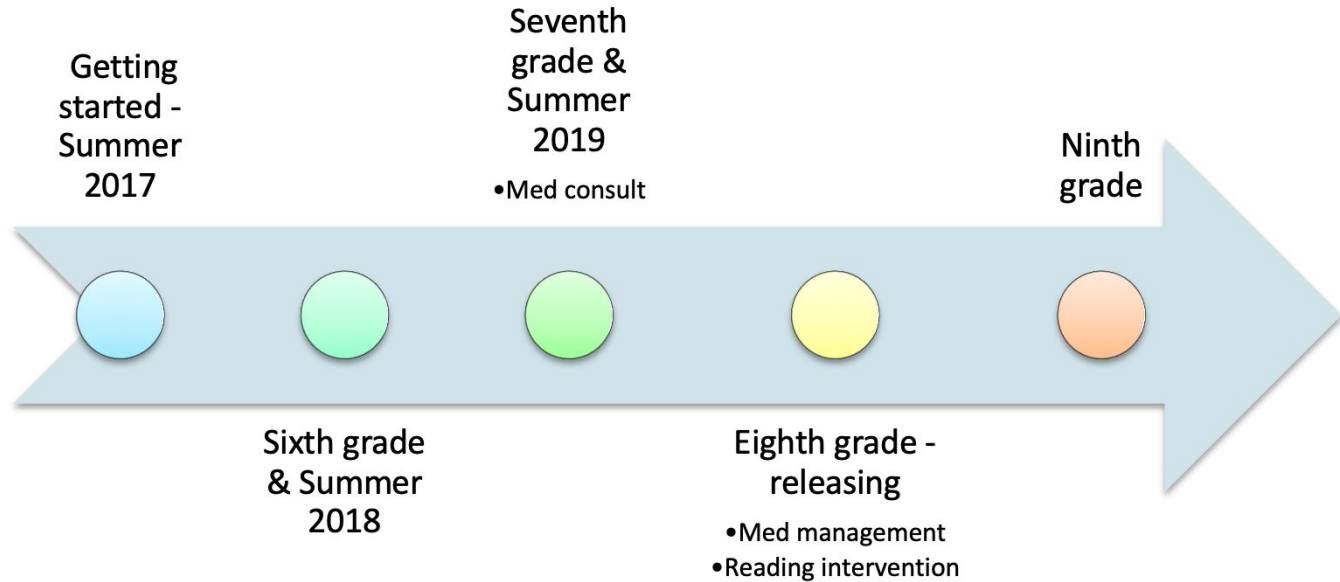 Getting
started -
Summer
2017
Sixth grade
& Summer
2018
Seventh
grade &
Summer
2019
•Med consult
Eighth grade -
releasing
•Med management
•Reading intervention
Ninth
grade